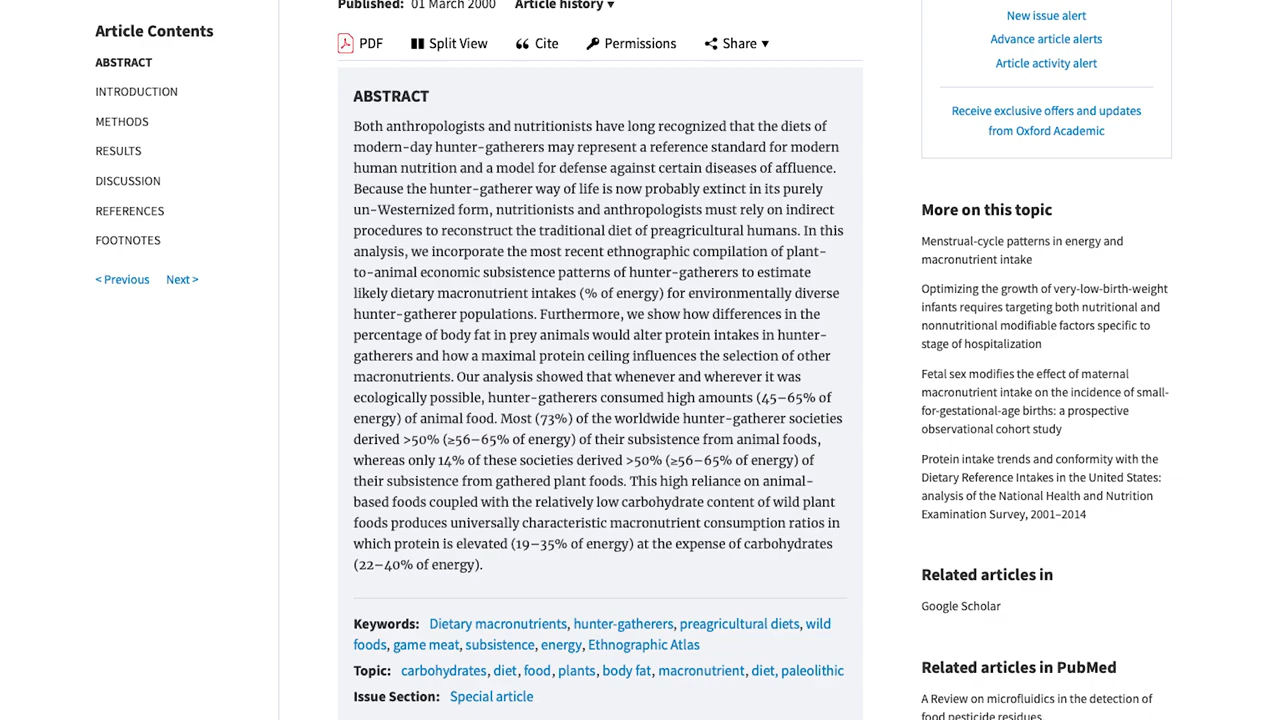 Article Contents
ABSTRACT
INTRODUCTION
METHODS
RESULTS
DISCUSSION
REFERENCES
FOOTNOTES
< Previous Next >
Published: 01 March 2000 Article history ▾
PDF Split View Cite Permissions Share ▾
ABSTRACT
Both anthropologists and nutritionists have long recognized that the diets of
modern-day hunter-gatherers may represent a reference standard for modern
human nutrition and a model for defense against certain diseases of affluence.
Because the hunter-gatherer way of life is now probably extinct in its purely
un-Westernized form, nutritionists and anthropologists must rely on indirect
procedures to reconstruct the traditional diet of preagricultural humans. In this
analysis, we incorporate the most recent ethnographic compilation of plant-
to-animal economic subsistence patterns of hunter-gatherers to estimate
likely dietary macronutrient intakes (% of energy) for environmentally diverse
hunter-gatherer populations. Furthermore, we show how differences in the
percentage of body fat in prey animals would alter protein intakes in hunter-
gatherers and how a maximal protein ceiling influences the selection of other
macronutrients. Our analysis showed that whenever and wherever it was
ecologically possible, hunter-gatherers consumed high amounts (45–65% of
energy) of animal food. Most (73%) of the worldwide hunter-gatherer societies
derived >50% (≥56–65% of energy) of their subsistence from animal foods,
whereas only 14% of these societies derived >50% (≥56–65% of energy) of
their subsistence from gathered plant foods. This high reliance on animal-
based foods coupled with the relatively low carbohydrate content of wild plant
foods produces universally characteristic macronutrient consumption ratios in
which protein is elevated (19–35% of energy) at the expense of carbohydrates
(22–40% of energy).
Keywords: Dietary macronutrients, hunter-gatherers, preagricultural diets, wild
foods, game meat, subsistence, energy, Ethnographic Atlas
Topic: carbohydrates, diet, food, plants, body fat, macronutrient, diet, paleolithic
Issue Section: Special article
New issue alert
Advance article alerts
Article activity alert
Receive exclusive offers and updates
from Oxford Academic
More on this topic
Menstrual-cycle patterns in energy and
macronutrient intake
Optimizing the growth of very-low-birth-weight
infants requires targeting both nutritional and
nonnutritional modifiable factors specific to
stage of hospitalization
Fetal sex modifies the effect of maternal
macronutrient intake on the incidence of small-
for-gestational-age births: a prospective
observational cohort study
Protein intake trends and conformity with the
Dietary Reference Intakes in the United States:
analysis of the National Health and Nutrition
Examination Survey, 2001–2014
Related articles in
Google Scholar
Related articles in PubMed
A Review on microfluidics in the detection of
food pesticide residues.